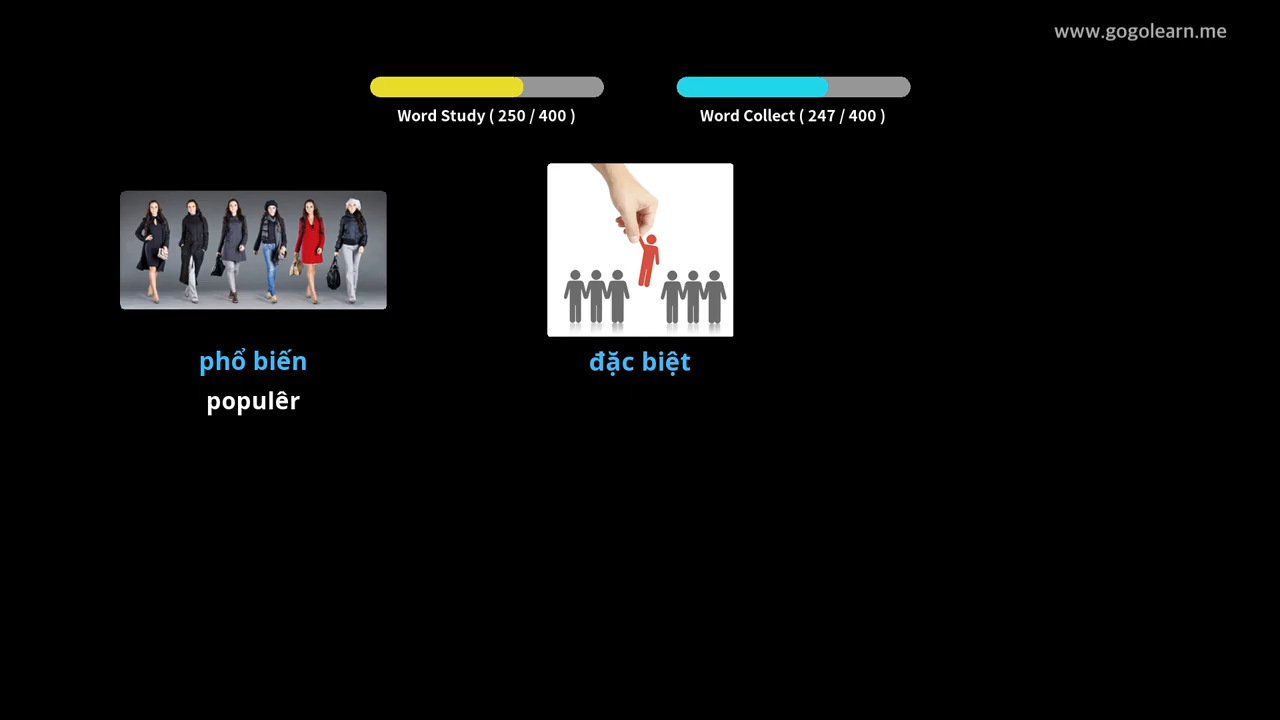 www.gogolearn.me
Word Study ( 250 / 400 )
Word Collect ( 247 / 400 )
phổ biến
populêr
đặc biệt